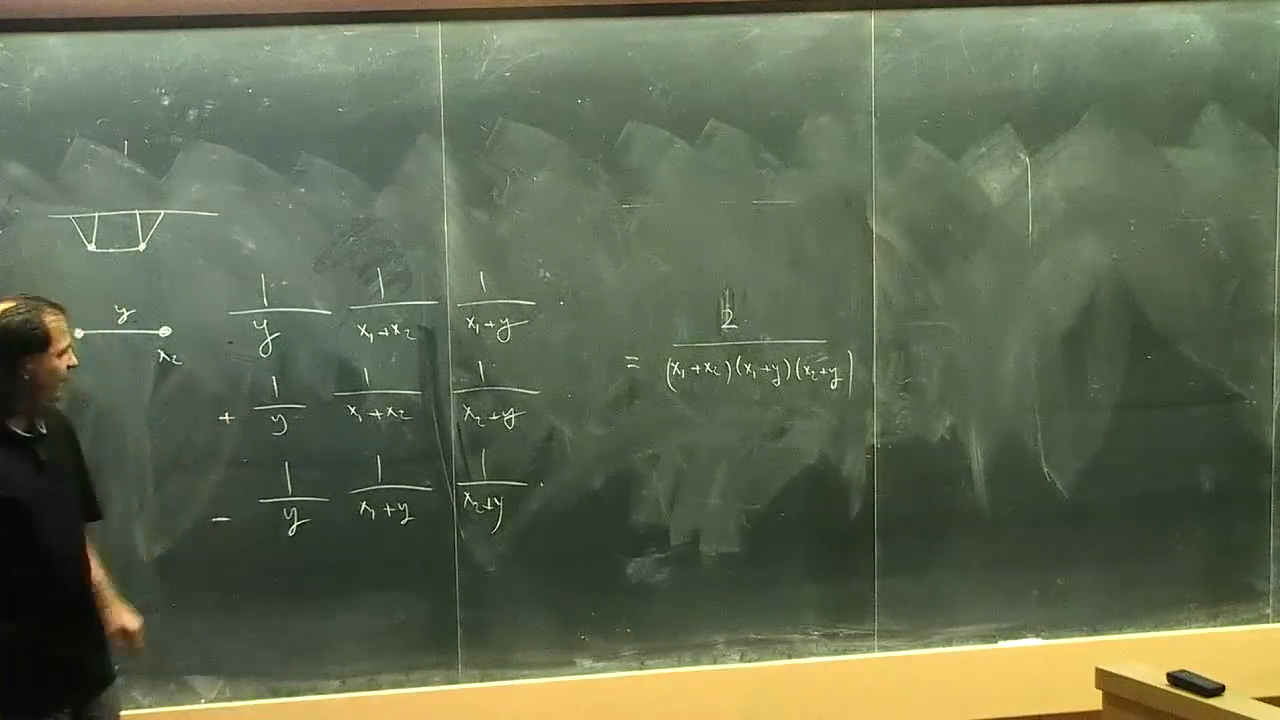 y
x₂
1/y 1/(x₁+x₂) 1/(x₁+y)
+ 1/y 1/(x₁+x₂) 1/(x₂+y)
- 1/y 1/(x₁+y) 1/(x₂+y)
= 2/((x₁+x₂)(x₁+y)(x₂+y))